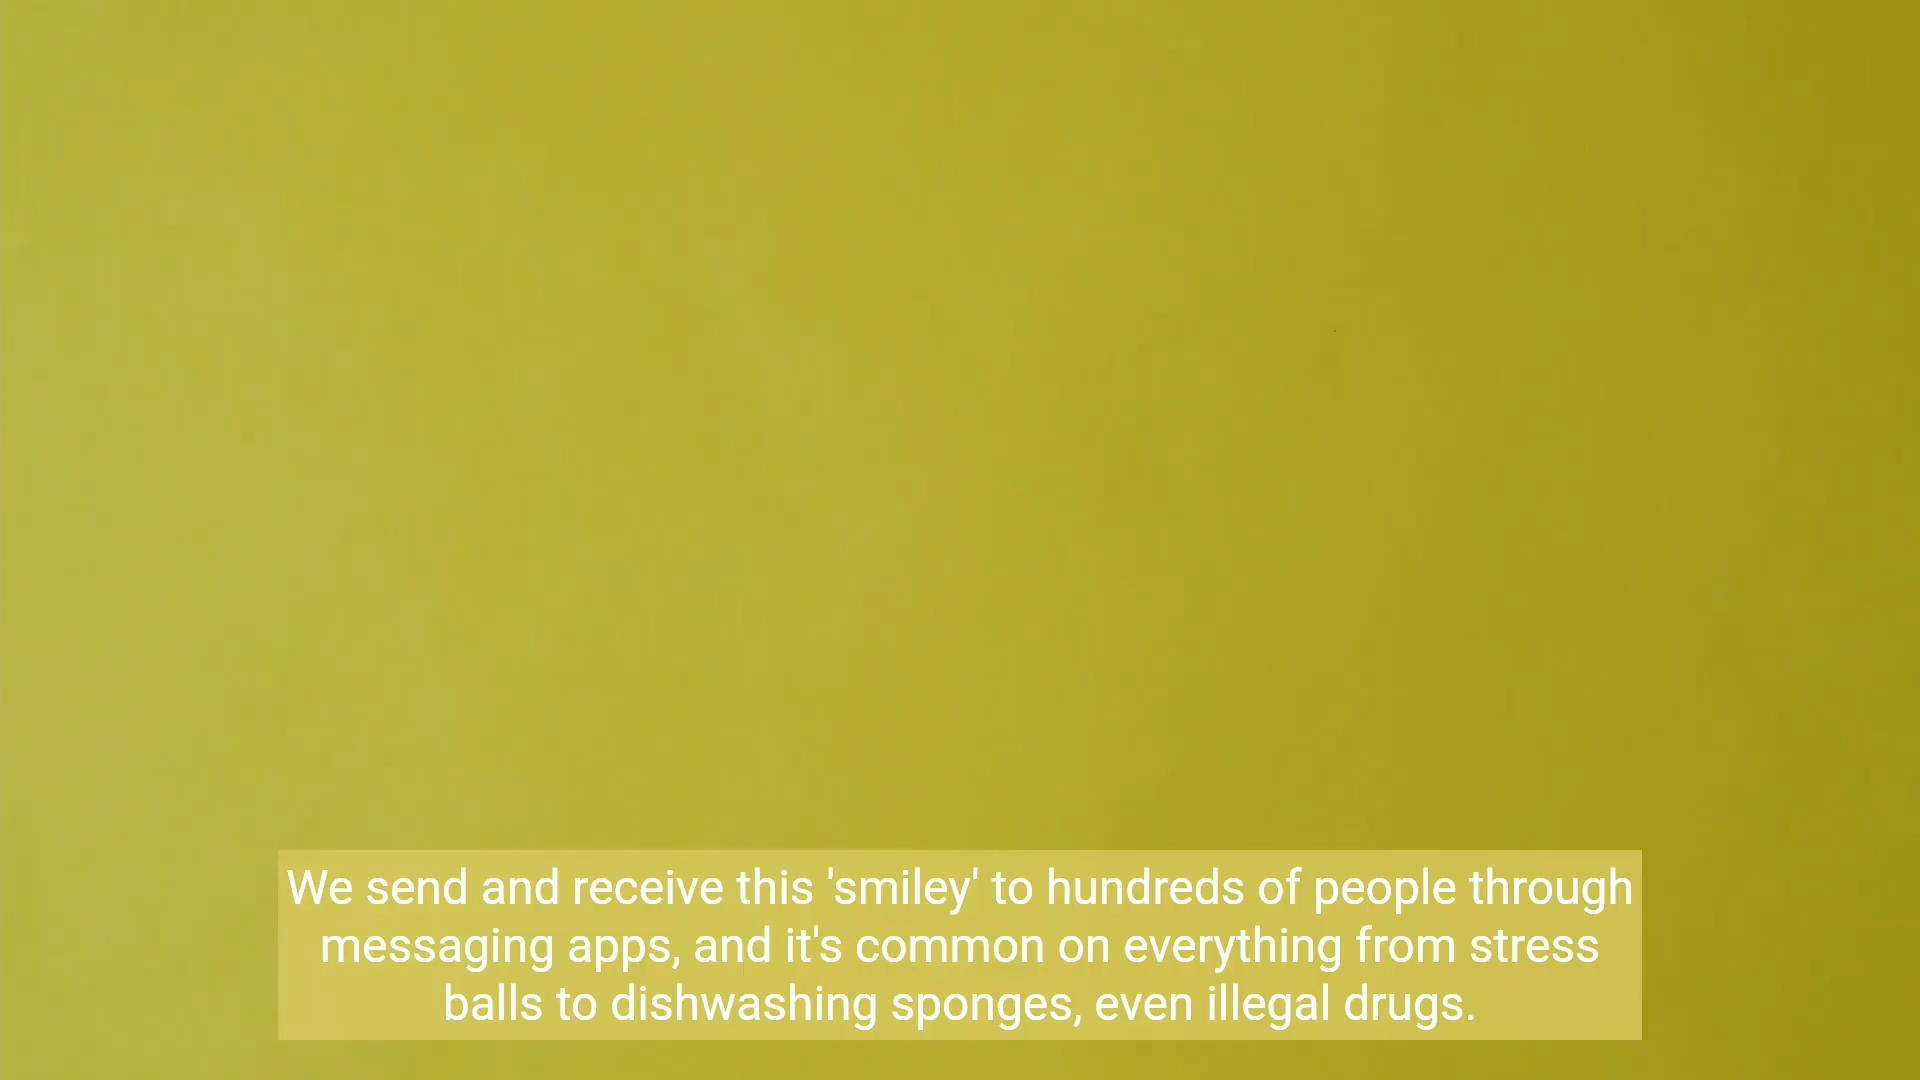 We send and receive this 'smiley' to hundreds of people through
messaging apps, and it's common on everything from stress
balls to dishwashing sponges, even illegal drugs.